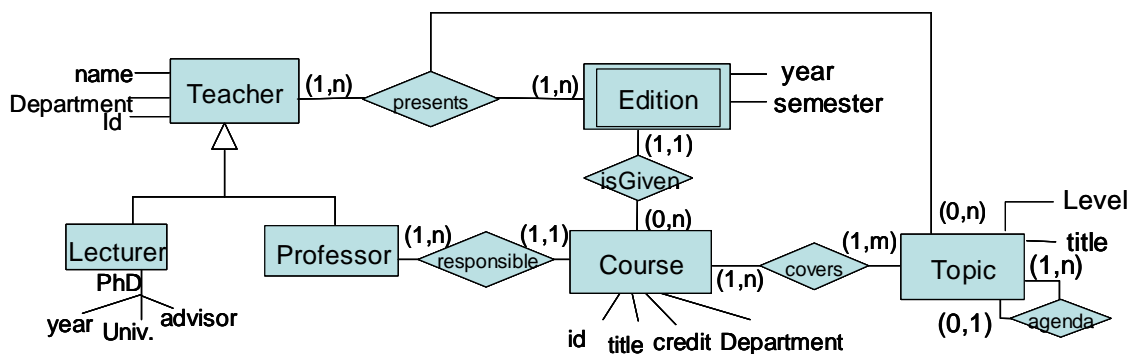 name
Department
Id
Teacher
(1,n)
presents
(1,n)
Edition
year
semester
(1,1)
isGiven
(0,n)
Lecturer
PhD
year
Univ.
advisor
Professor
(1,n)
responsible
(1,1)
Course
(1,n)
id
title
credit
Department
covers
(1,m)
(0,n)
Level
title
Topic
(1,n)
(0,1)
agenda